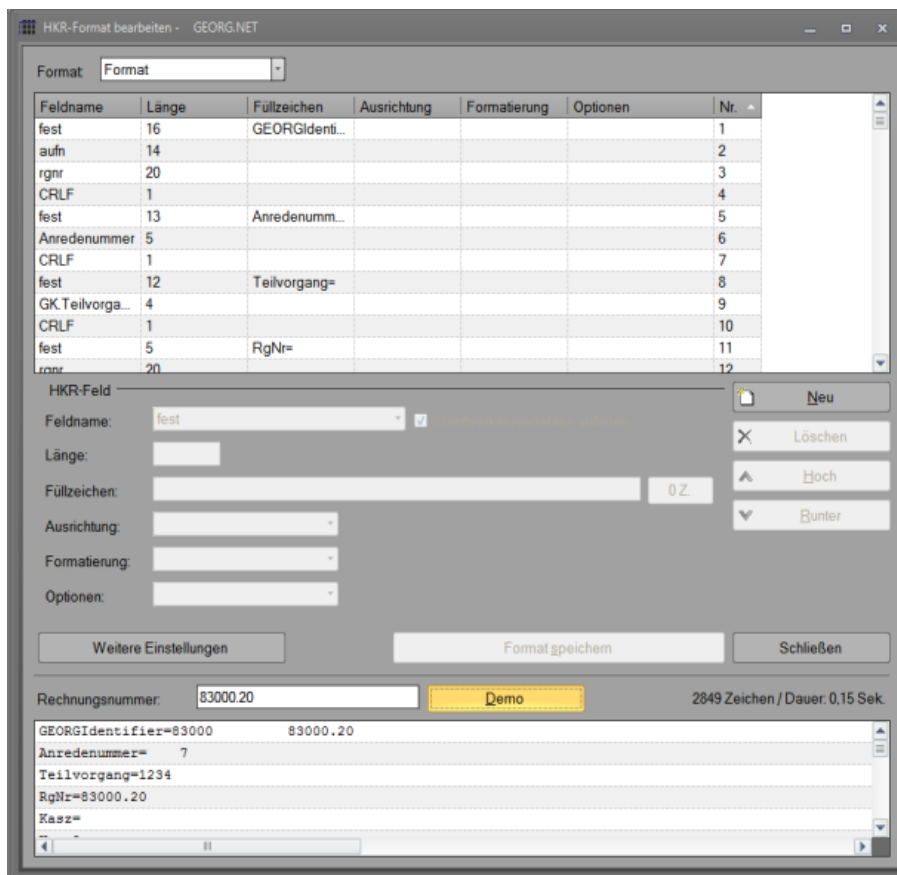 HKR-Format bearbeiten - GEORG.NET
Format: Format
Feldname Länge Füllzeichen Ausrichtung Formatierung Optionen Nr.
fest 16 GEORGIdenti... 1
aufn 14 2
rgnr 20 3
CRLF 1 4
fest 13 Anredenumm... 5
Anredenummer 5 6
CRLF 1 7
fest 12 Teilvorgang= 8
GK.Teilvorga... 4 9
CRLF 1 10
fest 5 RgNr= 11
rgnr 20 12
HKR-Feld
Neu
Feldname: fest
Löschen
Länge:
Hoch
Füllzeichen: 0 Z.
Runter
Ausrichtung:
Formatierung:
Optionen:
Weitere Einstellungen Format speichern Schließen
Rechnungsnummer: 83000.20 Demo 2849 Zeichen / Dauer: 0,15 Sek.
GEORGIdentifier=83000 83000.20
Anredenummer= 7
Teilvorgang=1234
RgNr=83000.20
Kasz=